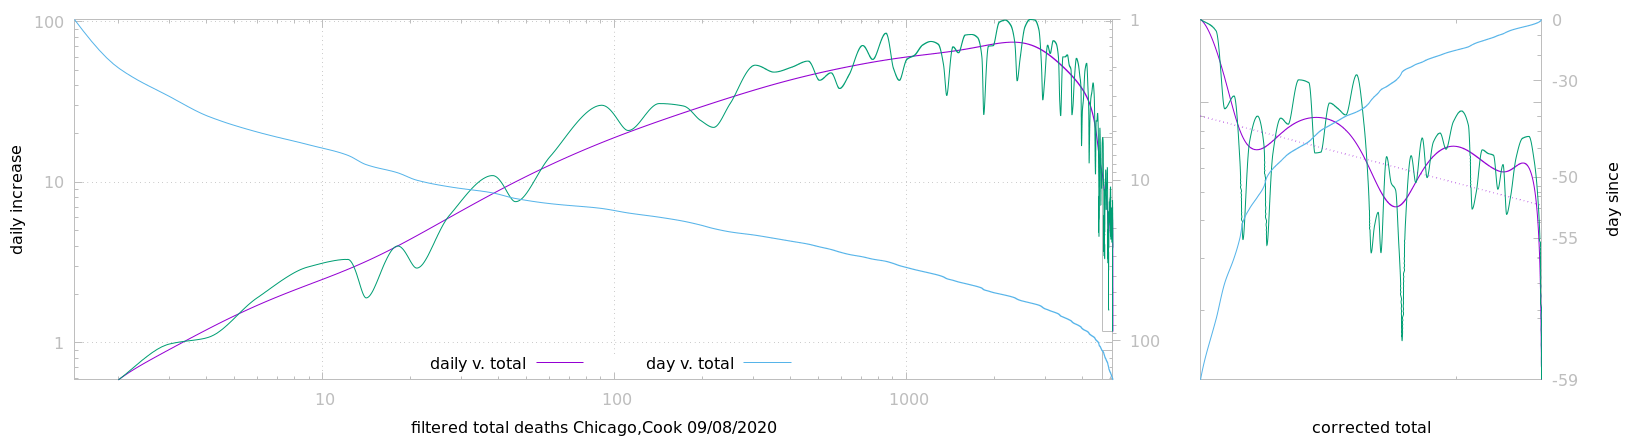 100
10
1
daily increase
10
100
1000
filtered total deaths Chicago,Cook 09/08/2020
daily v. total
day v. total
1
10
100
0
-30
-50
-55
-59
day since
corrected total